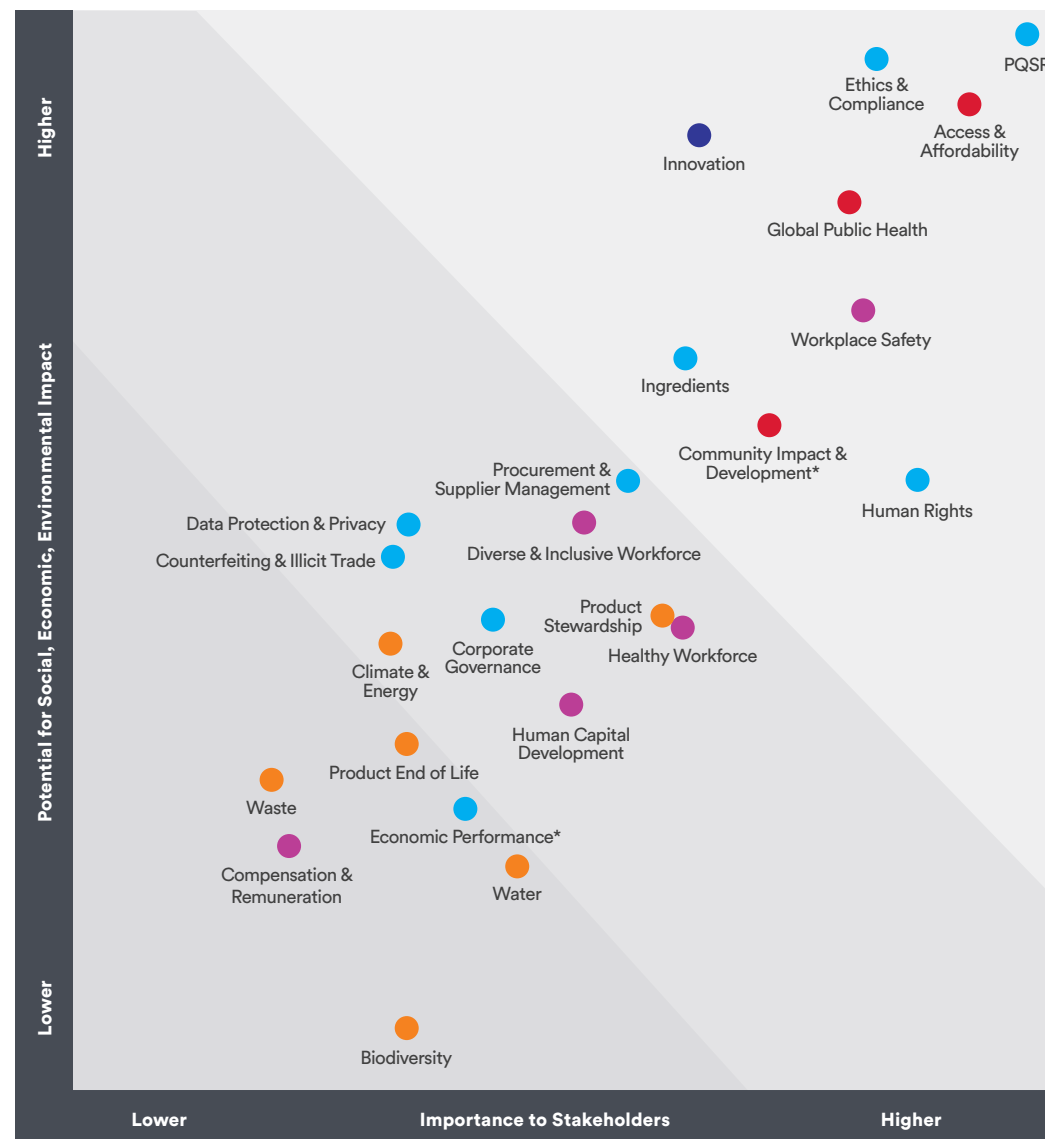 Higher
Potential for Social, Economic, Environmental Impact
Lower
Ethics &
Compliance
Access &
Affordability
Innovation
Global Public Health
Workplace Safety
Ingredients
Community Impact &
Development*
Human Rights
Procurement &
Supplier Management
Data Protection & Privacy
Counterfeiting & Illicit Trade
Diverse & Inclusive Workforce
Product
Stewardship
Healthy Workforce
Corporate
Governance
Climate &
Energy
Human Capital
Development
Product End of Life
Waste
Economic Performance*
Compensation &
Remuneration
Water
Biodiversity
Lower
Importance to Stakeholders
Higher